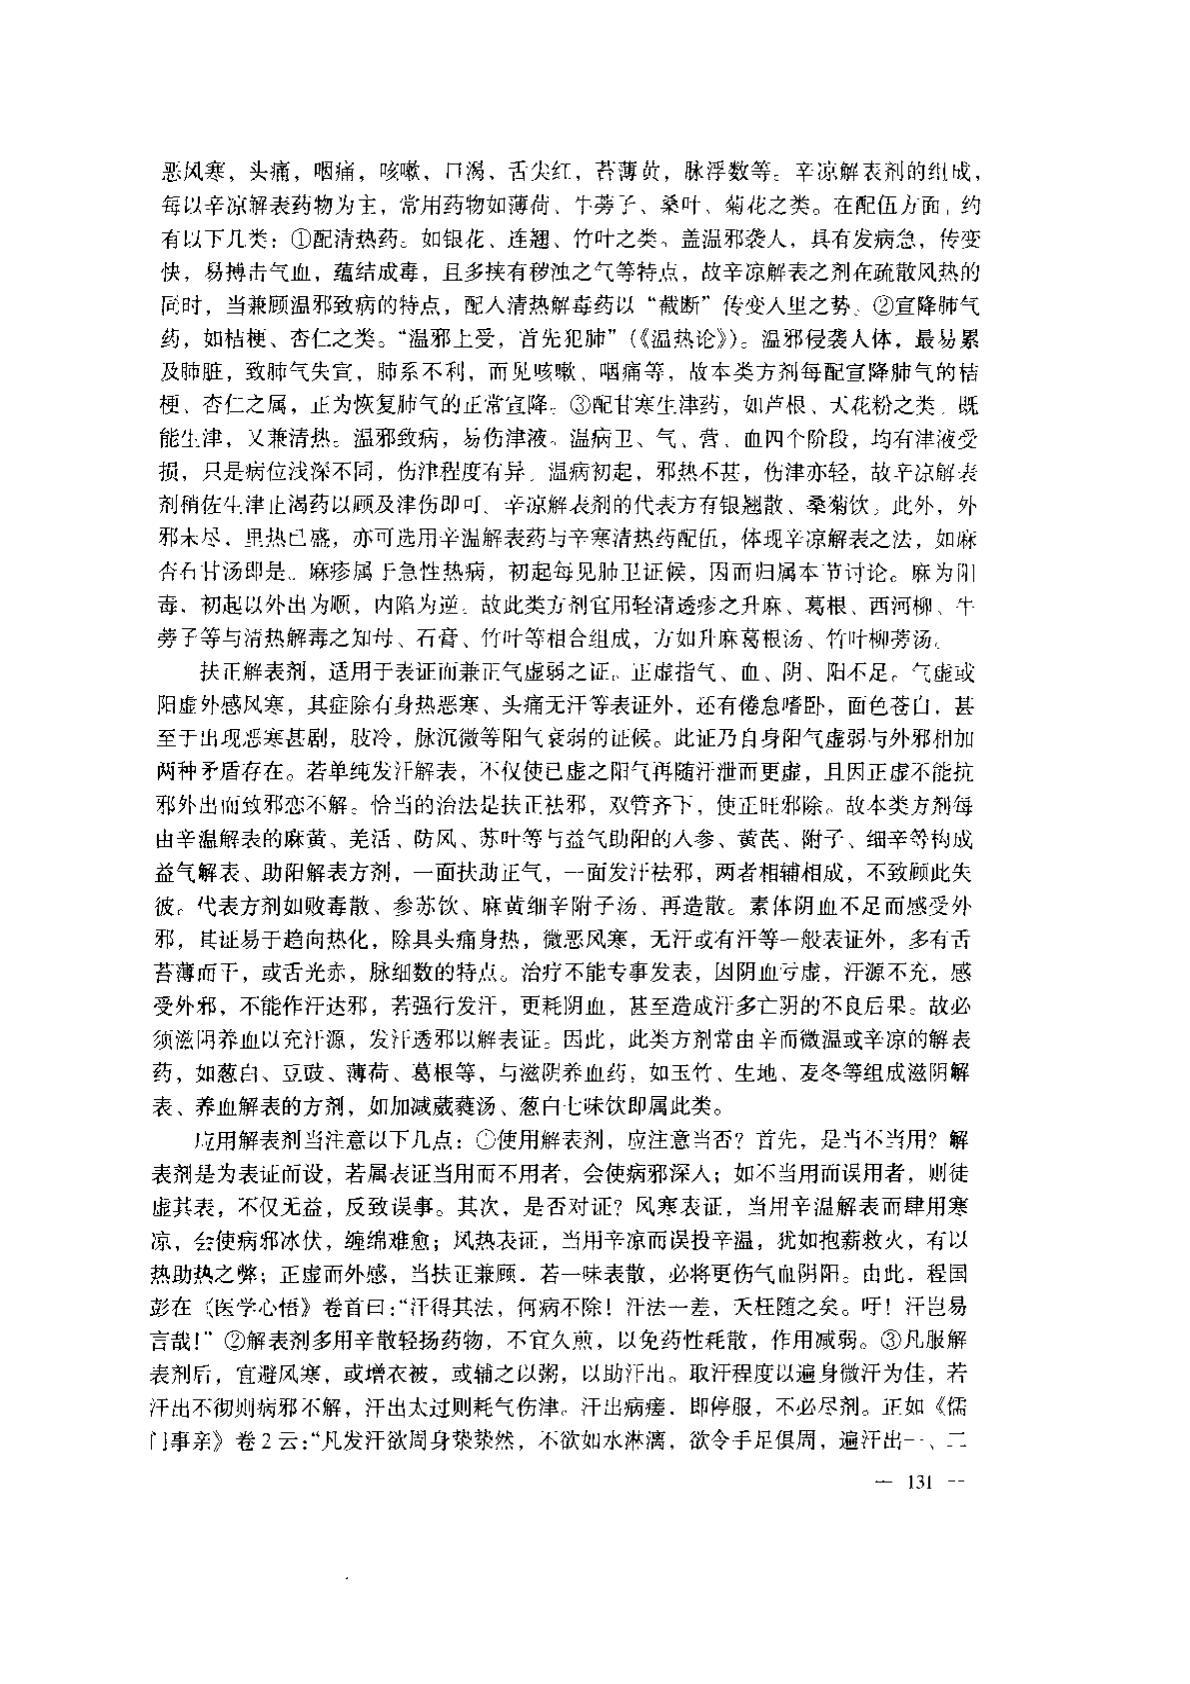 恶风寒，头痛，咽痛，咳嗽，口渴、舌尖红，苔薄黄，脉浮数等。辛凉解表剂的组成，
每以辛凉解表药物为主，常用药物如薄荷、牛蒡子、桑叶、菊花之类。在配伍方面，约
有以下几类：①配清热药。如银花、连翘、竹叶之类。盖温邪袭人，具有发病急，传变
快，易搏击气血，蕴结成毒，且多挟有秽浊之气等特点，故辛凉解表之剂在疏散风热的
同时，当兼顾温邪致病的特点，配入清热解毒药以“截断”传变入里之势。②宣降肺气
药，如桔梗、杏仁之类。“温邪上受，首先犯肺”（《温热论》）。温邪侵袭人体，最易累
及肺脏，致肺气失宣，肺系不利，而见咳嗽、咽痛等，故本类方剂每配宣降肺气的桔
梗、杏仁之属，正为恢复肺气的正常宣降。③配甘寒生津药，如芦根、天花粉之类，既
能生津，又兼清热。温邪致病，易伤津液。温病卫、气、营、血四个阶段，均有津液受
损，只是病位浅深不同，伤津程度有异。温病初起，邪热不甚，伤津亦轻，故辛凉解表
剂稍佐生津止渴药以顾及津伤即可。辛凉解表剂的代表方有银翘散、桑菊饮。此外，外
邪未尽，里热已盛，亦可选用辛温解表药与辛寒清热药配伍，体现辛凉解表之法，如麻
杏石甘汤即是。麻疹属于急性热病，初起每见肺卫证候，因而归属本节讨论。麻为阳
毒，初起以外出为顺，内陷为逆。故此类方剂宜用轻清透疹之升麻、葛根、西河柳、牛
蒡子等与清热解毒之知母、石膏、竹叶等相合组成，方如升麻葛根汤、竹叶柳蒡汤。
扶正解表剂，适用于表证而兼正气虚弱之证。正虚指气、血、阴、阳不足。气虚或
阳虚外感风寒，其症除有身热恶寒、头痛无汗等表证外，还有倦怠嗜卧，面色苍白，甚
至于出现恶寒甚剧，肢冷，脉沉微等阳气衰弱的证候。此证乃自身阳气虚弱与外邪相加
两种矛盾存在。若单纯发汗解表，不仅使已虚之阳气再随汗泄而更虚，且因正虚不能抗
邪外出而致邪恋不解。恰当的治法是扶正祛邪，双管齐下，使正旺邪除。故本类方剂每
由辛温解表的麻黄、羌活、防风、苏叶等与益气助阳的人参、黄芪、附子、细辛等构成
益气解表、助阳解表方剂，一面扶助正气，一面发汗祛邪，两者相辅相成，不致顾此失
彼。代表方剂如败毒散、参苏饮、麻黄细辛附子汤、再造散。素体阴血不足而感受外
邪，其证易于趋向热化，除具头痛身热，微恶风寒，无汗或有汗等一般表证外，多有舌
苔薄而干，或舌光赤，脉细数的特点。治疗不能专事发表，因阴血亏虚，汗源不充，感
受外邪，不能作汗达邪，若强行发汗，更耗阴血，甚至造成汗多亡阴的不良后果。故必
须滋阴养血以充汗源，发汗透邪以解表证。因此，此类方剂常由辛而微温或辛凉的解表
药，如葱白、豆豉、薄荷、葛根等，与滋阴养血药，如玉竹、生地、麦冬等组成滋阴解
表、养血解表的方剂，如加减葳蕤汤、葱白七味饮即属此类。
应用解表剂当注意以下几点：①使用解表剂，应注意当否？首先，是当不当用？解
表剂是为表证而设，若属表证当用而不用者，会使病邪深入；如不当用而误用者，则徒
虚其表，不仅无益，反致误事。其次，是否对证？风寒表证，当用辛温解表而肆用寒
凉，会使病邪冰伏，缠绵难愈；风热表证，当用辛凉而误投辛温，犹如抱薪救火，有以
热助热之弊；正虚而外感，当扶正兼顾，若一味表散，必将更伤气血阴阳。由此，程国
彭在《医学心悟》卷首曰：“汗得其法，何病不除！汗法一差，夭枉随之矣。吁！汗岂易
言哉！”②解表剂多用辛散轻扬药物，不宜久煎，以免药性耗散，作用减弱。③凡服解
表剂后，宜避风寒，或增衣被，或辅之以粥，以助汗出。取汗程度以遍身微汗为佳，若
汗出不彻则病邪不解，汗出太过则耗气伤津。汗出病瘥，即停服，不必尽剂。正如《儒
门事亲》卷2云：“凡发汗欲周身漐漐然，不欲如水淋漓，欲令手足俱周，遍汗出一、二
— 131 —